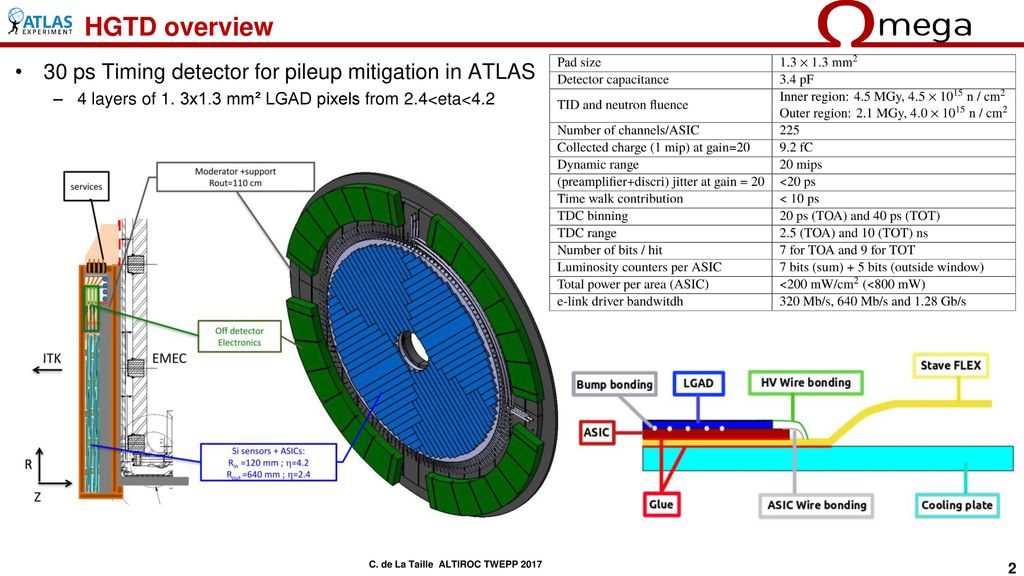 ATLAS
EXPERIMENT
HGTD overview
Omega
• 30 ps Timing detector for pileup mitigation in ATLAS
– 4 layers of 1. 3x1.3 mm² LGAD pixels from 2.4<eta<4.2
Pad size 1.3 × 1.3 mm²
Detector capacitance 3.4 pF
TID and neutron fluence Inner region: 4.5 MGy, 4.5 × 10¹⁵ n / cm²
Outer region: 2.1 MGy, 4.0 × 10¹⁵ n / cm²
Number of channels/ASIC 225
Collected charge (1 mip) at gain=20 9.2 fC
Dynamic range 20 mips
(preamplifier+discri) jitter at gain = 20 <20 ps
Time walk contribution < 10 ps
TDC binning 20 ps (TOA) and 40 ps (TOT)
TDC range 2.5 (TOA) and 10 (TOT) ns
Number of bits / hit 7 for TOA and 9 for TOT
Luminosity counters per ASIC 7 bits (sum) + 5 bits (outside window)
Total power per area (ASIC) <200 mW/cm² (<800 mW)
e-link driver bandwitdh 320 Mb/s, 640 Mb/s and 1.28 Gb/s
services
Moderator +support
Rout=110 cm
Off detector
Electronics
ITK
EMEC
Si sensors + ASICs:
Rin =120 mm ; η=4.2
Rout =640 mm ; η=2.4
R
Z
Bump bonding
LGAD
HV Wire bonding
Stave FLEX
ASIC
Glue
ASIC Wire bonding
Cooling plate
C. de La Taille ALTIROC TWEPP 2017
2